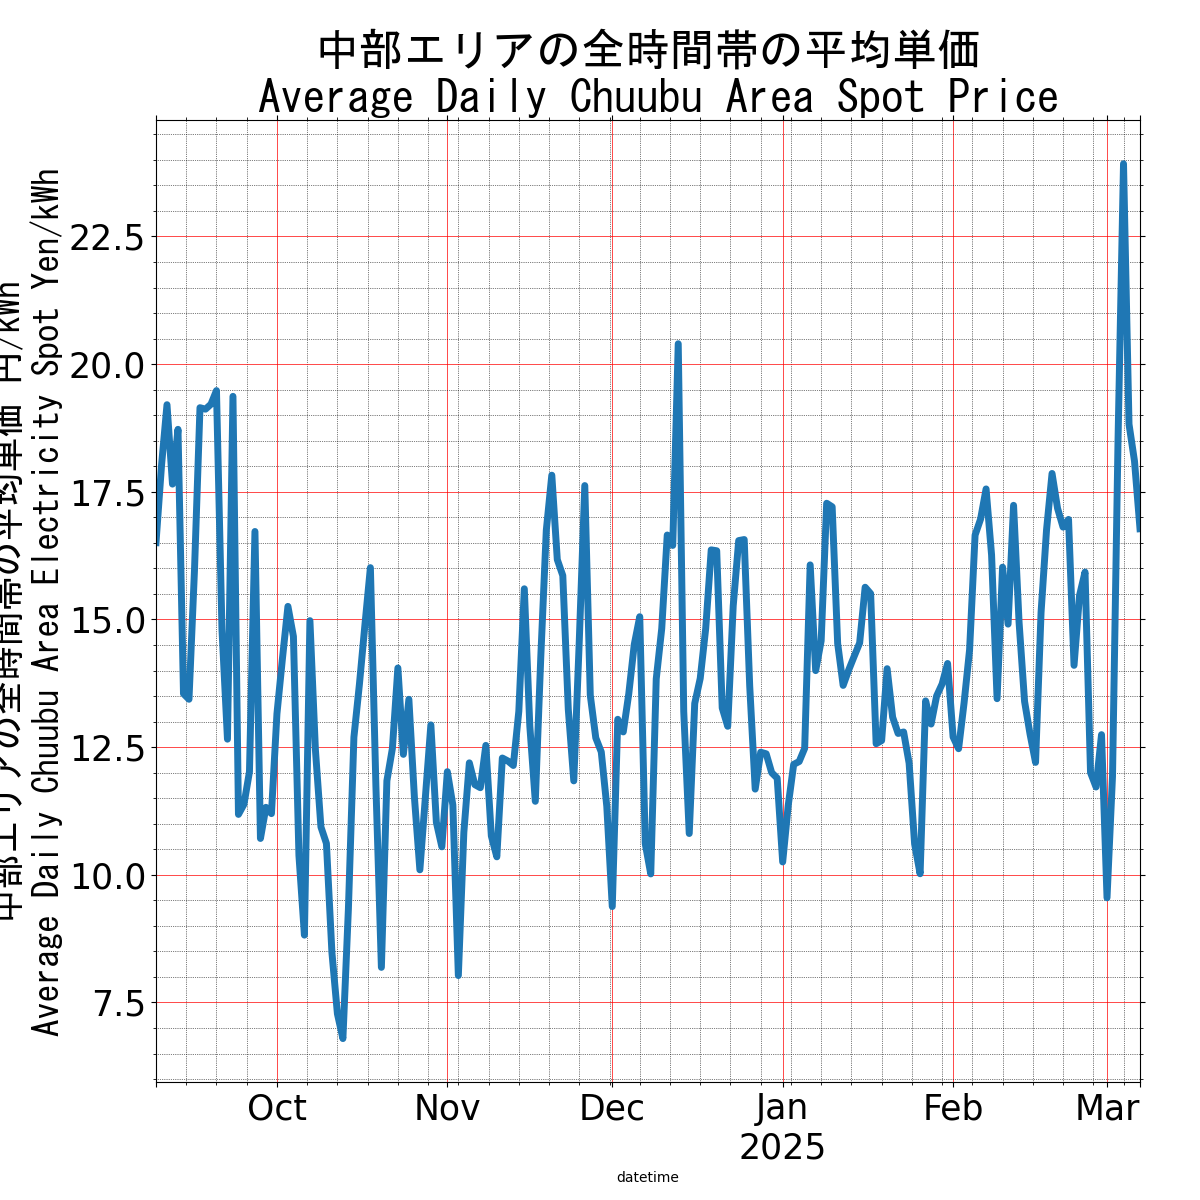 中部エリアの全時間帯の平均単価
Average Daily Chuubu Area Spot Price
中部エリアの全時間帯の平均単価 円/kWh
Average Daily Chuubu Area Electricity Spot Yen/kWh
22.5
20.0
17.5
15.0
12.5
10.0
7.5
Oct Nov Dec Jan Feb Mar
2025
datetime